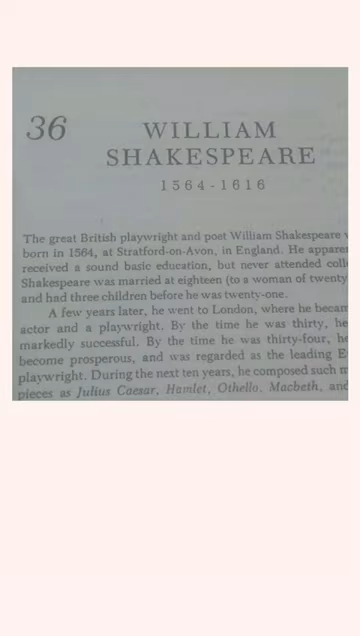 36
WILLIAM
SHAKESPEARE
1564-1616
The great British playwright and poet William Shakespeare
born in 1564, at Stratford-on-Avon, in England. He
received a sound basic education, but never attended
Shakespeare was married at eighteen (to a woman of
and had three children before he was twenty-one.
A few years later, he went to London, where he
actor and a playwright. By the time he was thirty, he
markedly successful. By the time he was thirty-four, he
become prosperous, and was regarded as the leading
playwright. During the next ten years, he composed such
pieces as Julius Caesar, Hamlet, Othello, Macbeth, and